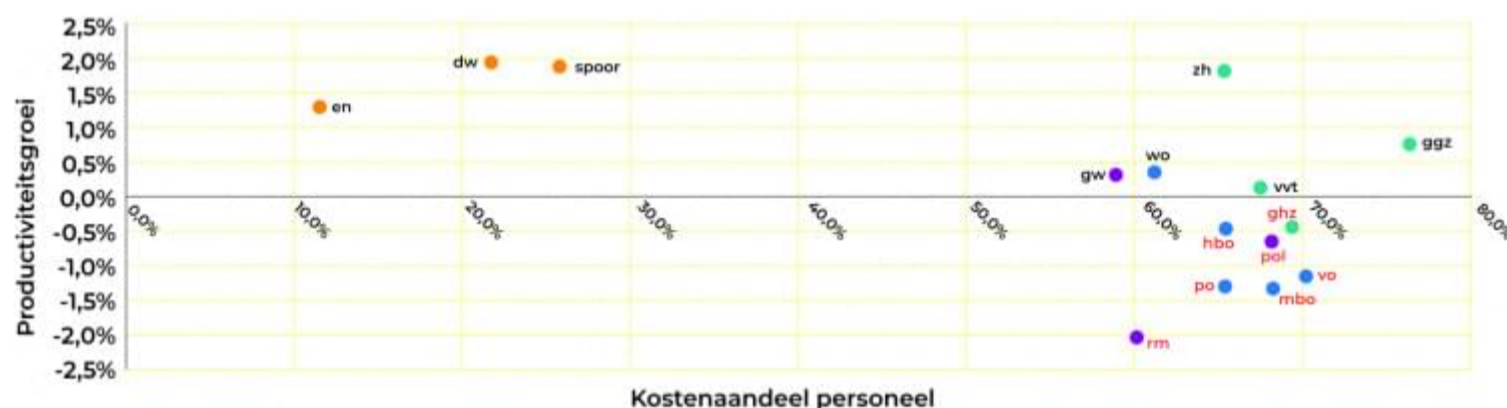 2,5%
2,0%
1,5%
1,0%
0,5%
0,0%
-0,5%
-1,0%
-1,5%
-2,0%
-2,5%
Productiviteitsgroei
dw
spoor
en
zh
ggz
wo
gw
vvt
ghz
hbo
pol
po
vo
mbo
rm
0,0%
10,0%
20,0%
30,0%
40,0%
50,0%
60,0%
70,0%
80,0%
Kostenaandeel personeel